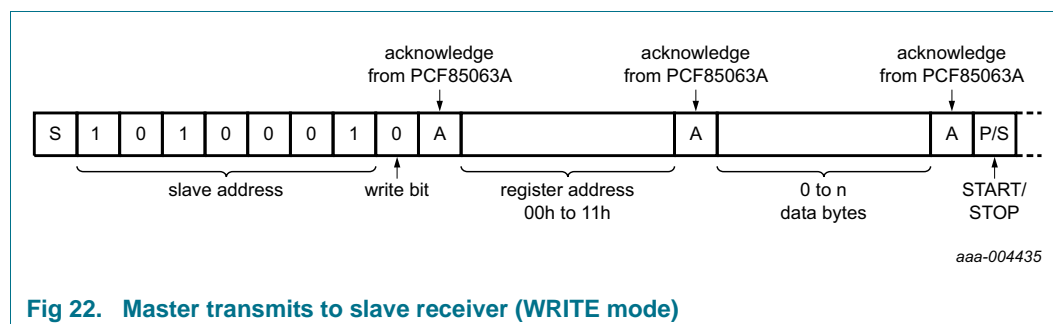 acknowledge acknowledge acknowledge
from PCF85063A from PCF85063A from PCF85063A
S 1 0 1 0 0 0 1 0 A A A P/S
slave address write bit register address 0 to n START/
00h to 11h data bytes STOP
aaa-004435
Fig 22. Master transmits to slave receiver (WRITE mode)